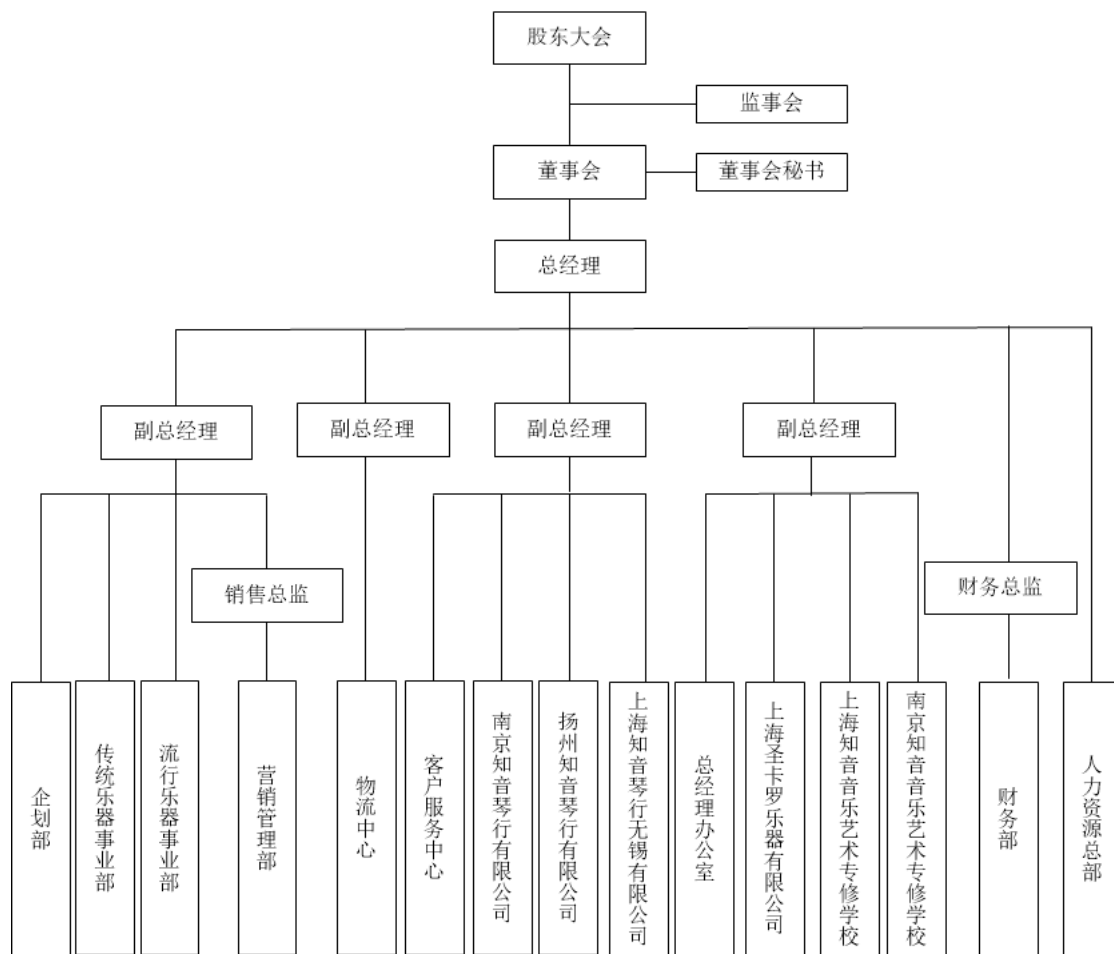 股东大会
监事会
董事会
董事会秘书
总经理
副总经理
副总经理
副总经理
副总经理
销售总监
财务总监
企划部
传统乐器事业部
流行乐器事业部
营销管理部
物流中心
客户服务中心
南京知音琴行有限公司
扬州知音琴行有限公司
上海知音琴行无锡有限公司
总经理办公室
上海圣卡罗乐器有限公司
上海知音音乐艺术专修学校
南京知音音乐艺术专修学校
财务部
人力资源总部